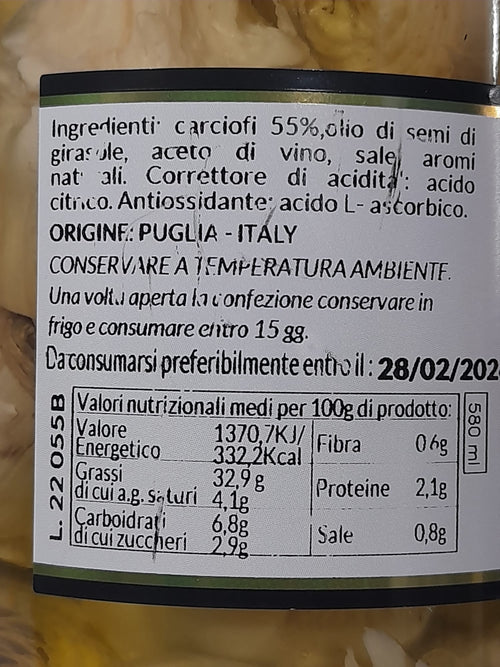 Ingredienti: carciofi 55%,olio di semi di
girasole, aceto di vino, sale, aromi
naturali. Correttore di acidità: acido
citrico. Antiossidante: acido L- ascorbico.
ORIGINE: PUGLIA - ITALY
CONSERVARE A TEMPERATURA AMBIENTE.
Una volta aperta la confezione conservare in
frigo e consumare entro 15 gg.
Da consumarsi preferibilmente entro il : 28/02/202
L. 22 055B
Valori nutrizionali medi per 100g di prodotto:
Valore
Energetico 1370,7KJ/
332,2Kcal
Grassi 32,9 g
di cui a.g. saturi 4,1g
Carboidrati 6,8g
di cui zuccheri 2,9g
Fibra 0 6g
Proteine 2,1g
Sale 0,8g
580 ml